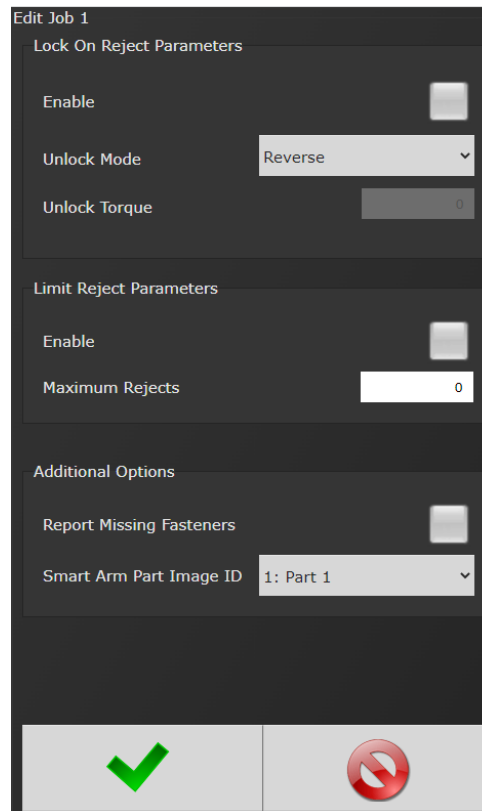 Edit Job 1
Lock On Reject Parameters
Enable
Unlock Mode Reverse
Unlock Torque 0
Limit Reject Parameters
Enable
Maximum Rejects 0
Additional Options
Report Missing Fasteners
Smart Arm Part Image ID 1: Part 1